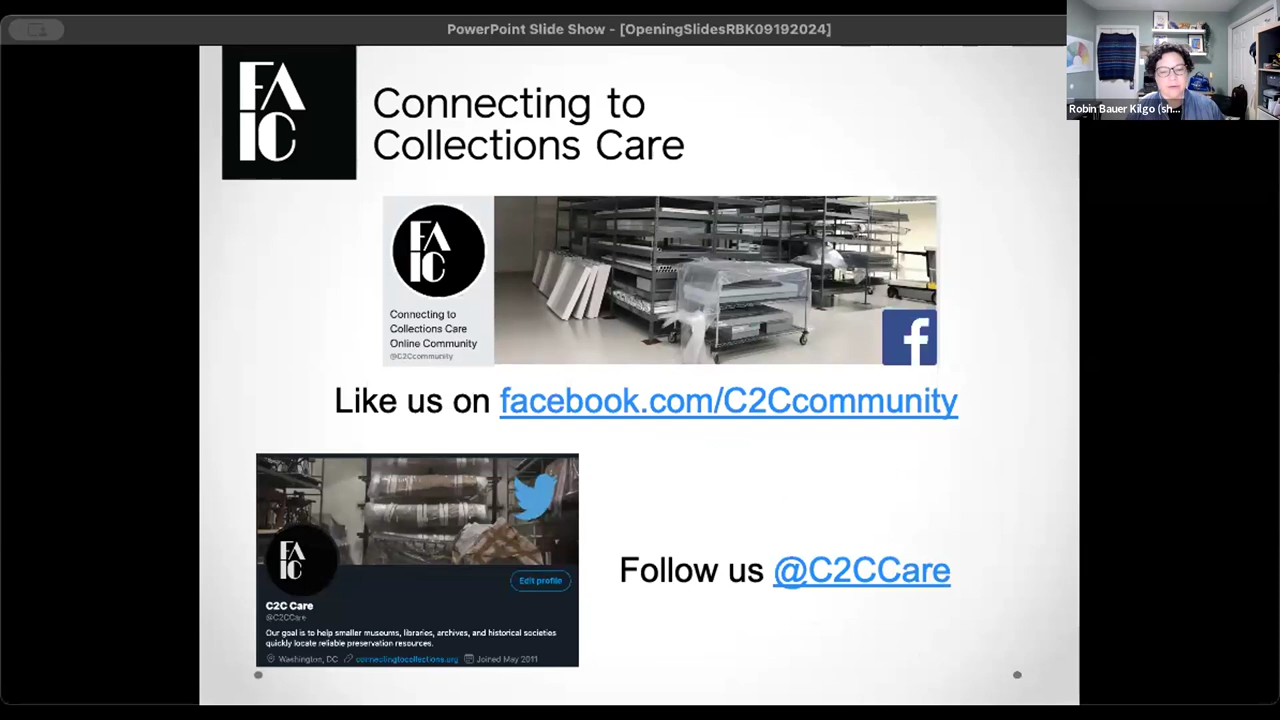 PowerPoint Slide Show - [OpeningSlidesRBK09192024]
Robin Bauer Kilgo (sh...
FA
IC
Connecting to
Collections Care
FA
IC
Connecting to
Collections Care
Online Community
@C2Ccommunity
f
Like us on facebook.com/C2Ccommunity
FA
IC
Edit profile
C2C Care
@C2CCare
Our goal is to help smaller museums, libraries, archives, and historical societies
quickly locate reliable preservation resources.
Washington, DC connectingtocollections.org Joined May 2011
Follow us @C2CCare